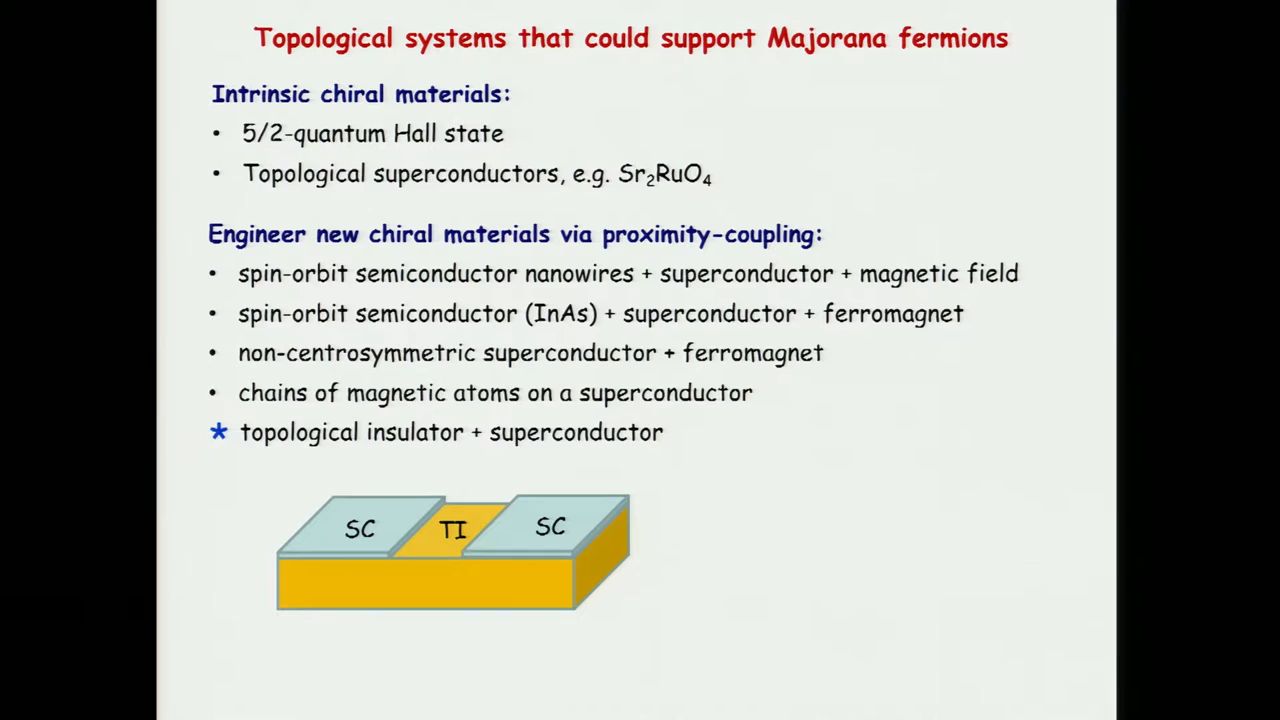 Topological systems that could support Majorana fermions
Intrinsic chiral materials:
• 5/2-quantum Hall state
• Topological superconductors, e.g. Sr₂RuO₄
Engineer new chiral materials via proximity-coupling:
• spin-orbit semiconductor nanowires + superconductor + magnetic field
• spin-orbit semiconductor (InAs) + superconductor + ferromagnet
• non-centrosymmetric superconductor + ferromagnet
• chains of magnetic atoms on a superconductor
* topological insulator + superconductor
SC TI SC